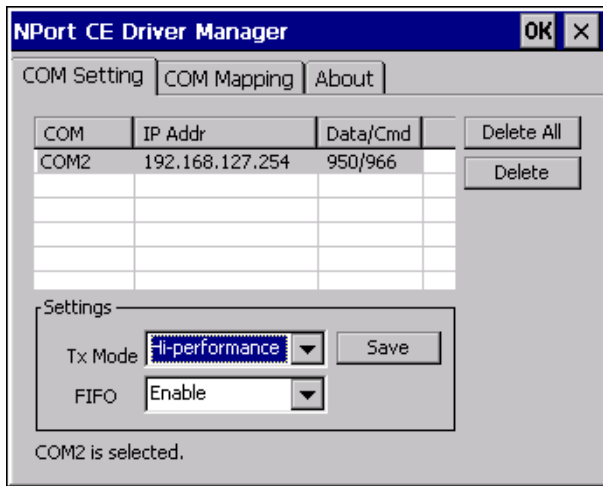 NPort CE Driver Manager OK ×
COM Setting COM Mapping About
COM IP Addr Data/Cmd Delete All
COM2 192.168.127.254 950/966
Delete
Settings
Tx Mode Hi-performance Save
FIFO Enable
COM2 is selected.